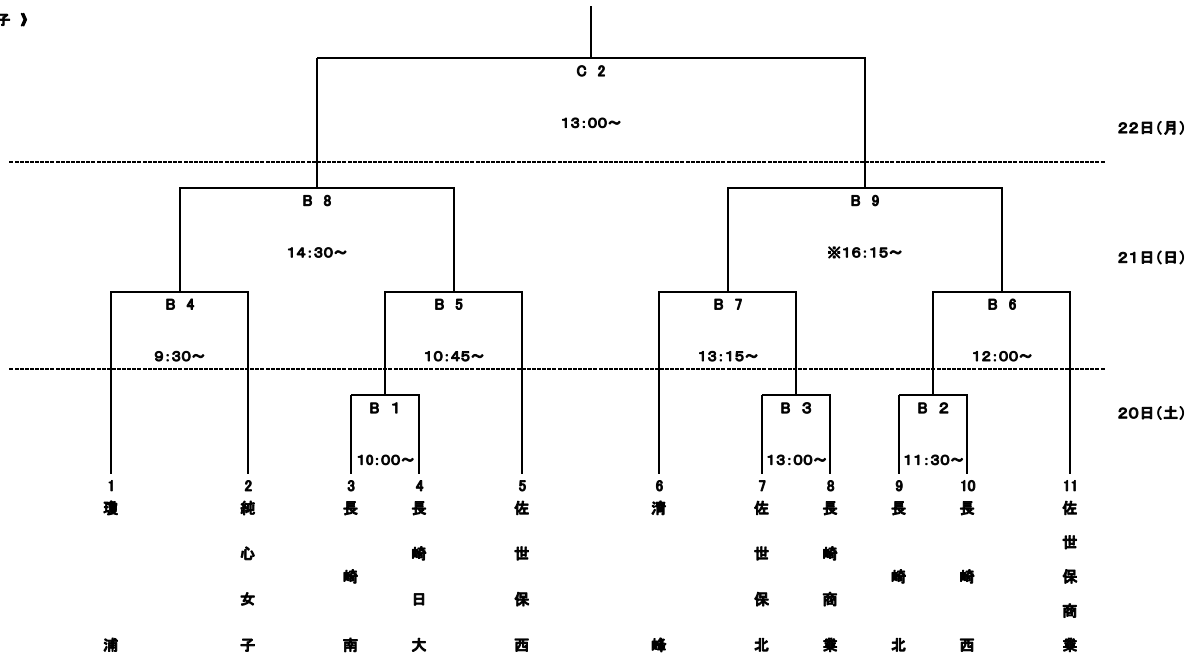 子 》
C 2
13:00~
22日(月)
B 8
B 9
14:30~
※16:15~
21日(日)
B 4
B 5
B 7
B 6
9:30~
10:45~
13:15~
12:00~
B 1
B 3
B 2
20日(土)
10:00~
13:00~
11:30~
1
2
3
4
5
6
7
8
9
10
11
瓊浦
純心女子
長崎南
長崎日大
佐世保西
清峰
佐世保北
長崎商業
長崎北
長崎西
佐世保商業